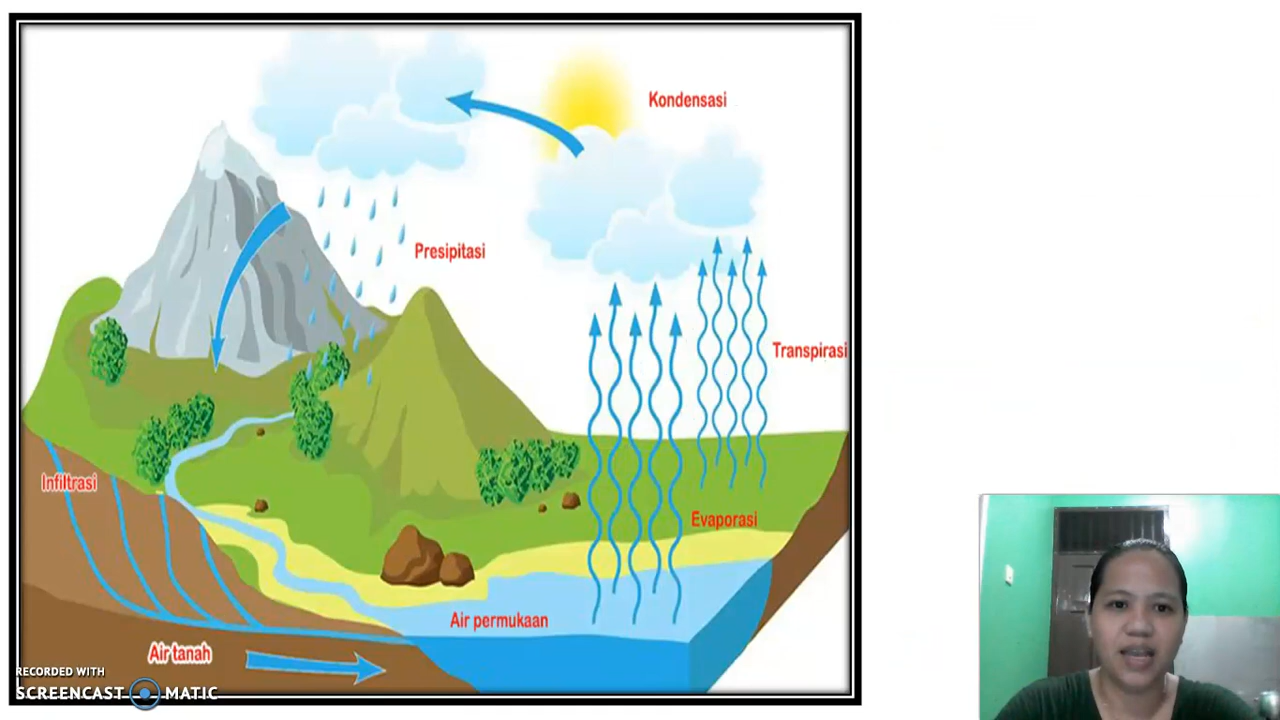 Kondensasi
Presipitasi
Transpirasi
Infiltrasi
Evaporasi
Air permukaan
Air tanah
RECORDED WITH
SCREENCAST MATIC